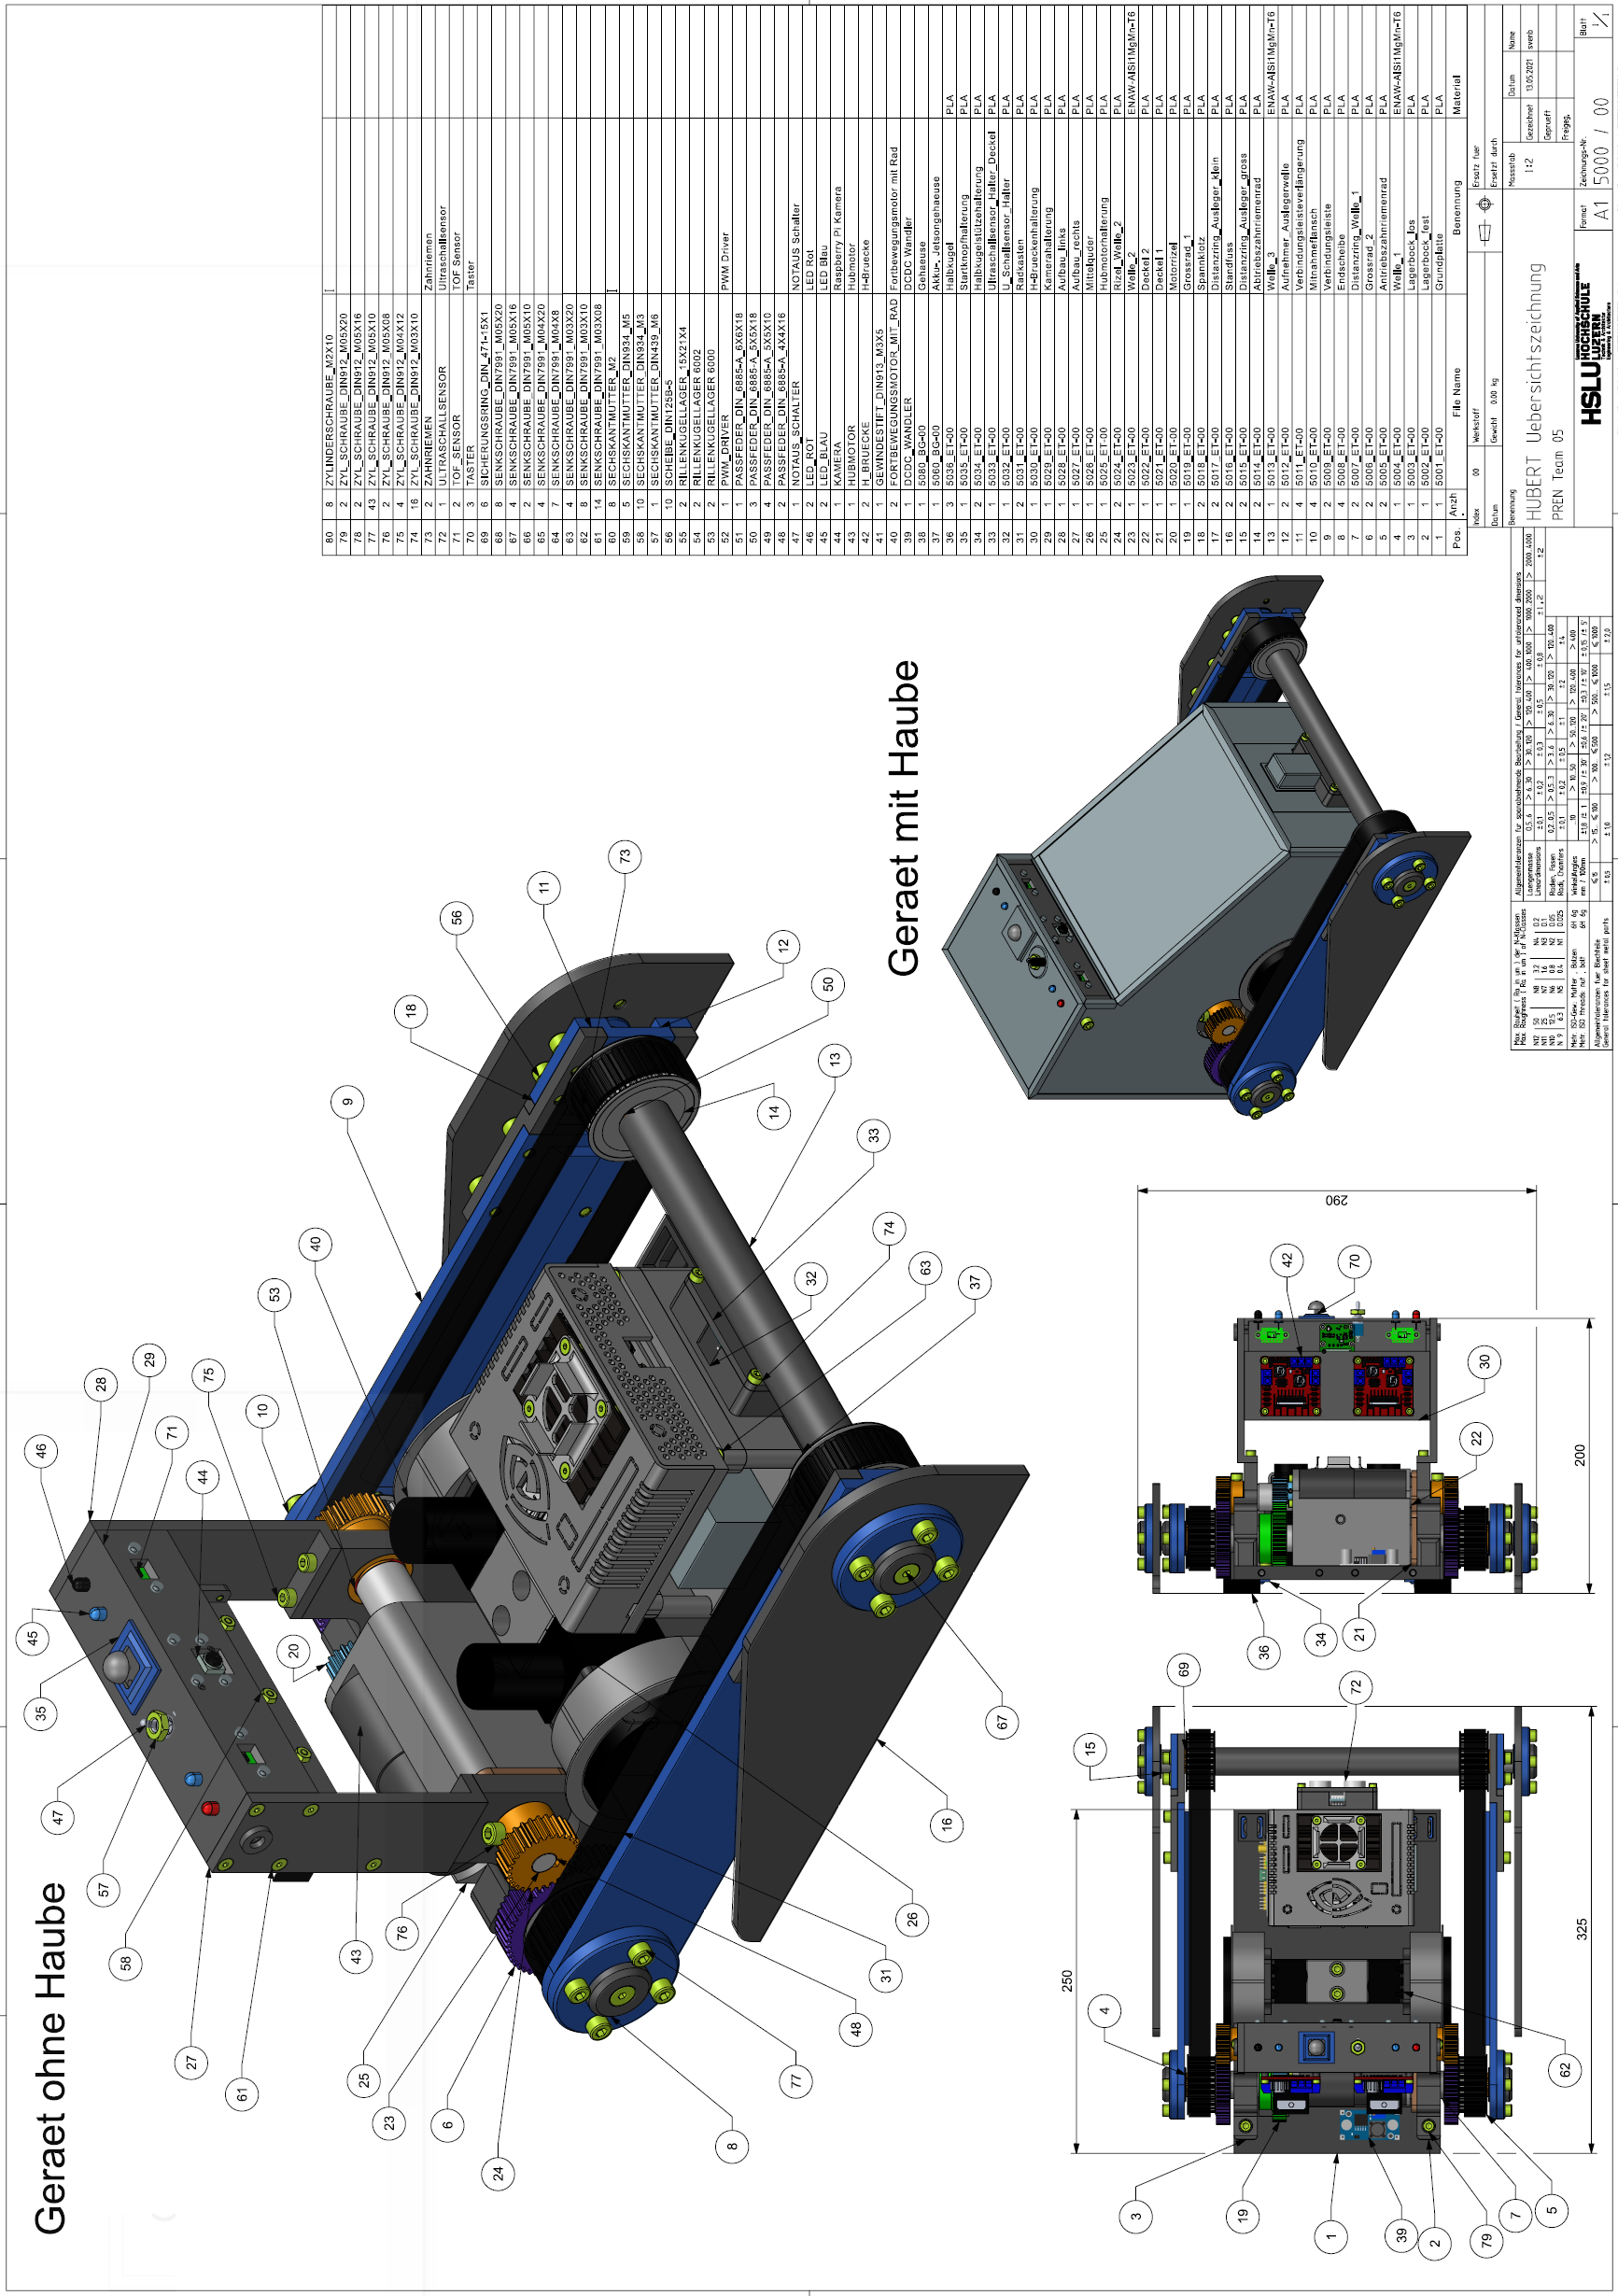 Geraet ohne Haube
Geraet mit Haube
80 8 ZYLINDERSCHRAUBE_M2X10
79 2 ZYL_SCHRAUBE_DIN912_M05X20
78 2 ZYL_SCHRAUBE_DIN912_M05X16
77 43 ZYL_SCHRAUBE_DIN912_M05X10
76 2 ZYL_SCHRAUBE_DIN912_M05X08
75 4 ZYL_SCHRAUBE_DIN912_M04X12
74 16 ZYL_SCHRAUBE_DIN912_M03X10
73 2 ZAHNRIEMEN Zahnriemen
72 1 ULTRASCHALLSENSOR Ultraschallsensor
71 2 TOF_SENSOR TOF Sensor
70 3 TASTER Taster
69 6 SICHERUNGSRING_DIN_471-15X1
68 8 SENKSCHRAUBE_DIN7991_M05X20
67 4 SENKSCHRAUBE_DIN7991_M05X16
66 2 SENKSCHRAUBE_DIN7991_M05X10
65 4 SENKSCHRAUBE_DIN7991_M04X20
64 7 SENKSCHRAUBE_DIN7991_M04X8
63 4 SENKSCHRAUBE_DIN7991_M03X20
62 8 SENKSCHRAUBE_DIN7991_M03X10
61 14 SENKSCHRAUBE_DIN7991_M03X08
60 8 SECHSKANTMUTTER_M2
59 5 SECHSKANTMUTTER_DIN934_M5
58 10 SECHSKANTMUTTER_DIN934_M3
57 1 SECHSKANTMUTTER_DIN439_M6
56 10 SCHEIBE_DIN125B-5
55 2 RILLENKUGELLAGER_15X21X4
54 2 RILLENKUGELLAGER 6002
53 2 RILLENKUGELLAGER 6000
52 1 PWM_DRIVER PWM Driver
51 1 PASSFEDER_DIN_6885-A_6X6X18
50 3 PASSFEDER_DIN_6885-A_5X5X18
49 4 PASSFEDER_DIN_6885-A_5X5X10
48 2 PASSFEDER_DIN_6885-A_4X4X16
47 1 NOTAUS_SCHALTER NOTAUS Schalter
46 2 LED_ROT LED Rot
45 2 LED_BLAU LED Blau
44 1 KAMERA Raspberry Pi Kamera
43 1 HUBMOTOR Hubmotor
42 2 H_BRUECKE H-Bruecke
41 1 GEWINDESTIFT_DIN913_M3X5
40 2 FORTBEWEGUNGSMOTOR_MIT_RAD Fortbewegungsmotor mit Rad
39 1 DCDC_WANDLER DCDC Wandler
38 1 5080_BG-00 Gehaeuse
37 1 5060_BG-00 Akku-, Jetsongehaeuse
36 3 5036_ET-00 Halbkugel PLA
35 1 5035_ET-00 Startknopfhalterung PLA
34 2 5034_ET-00 Halbkugelstützehalterung PLA
33 1 5033_ET-00 Ultraschallsensor_Halter_Deckel PLA
32 1 5032_ET-00 U_Schallsensor_Halter PLA
31 2 5031_ET-00 Radkasten PLA
30 1 5030_ET-00 H-Brueckenhalterung PLA
29 1 5029_ET-00 Kamerahalterung PLA
28 1 5028_ET-00 Aufbau_links PLA
27 1 5027_ET-00 Aufbau_rechts PLA
26 1 5026_ET-00 Mittelquader PLA
25 1 5025_ET-00 Hubmotorhalterung PLA
24 2 5024_ET-00 Ritzel_Welle_2 PLA
23 1 5023_ET-00 Welle_2 ENAW-AlSi1MgMn-T6
22 1 5022_ET-00 Deckel 2 PLA
21 1 5021_ET-00 Deckel 1 PLA
20 1 5020_ET-00 Motorrizel PLA
19 1 5019_ET-00 Grossrad_1 PLA
18 2 5018_ET-00 Spannklotz PLA
17 2 5017_ET-00 Distanzring_Ausleger_klein PLA
16 2 5016_ET-00 Standfuss PLA
15 2 5015_ET-00 Distanzring_Ausleger_gross PLA
14 2 5014_ET-00 Abtriebszahnriemenrad PLA
13 1 5013_ET-00 Welle_3 ENAW-AlSi1MgMn-T6
12 2 5012_ET-00 Aufnehmer_Auslegerwelle PLA
11 4 5011_ET-00 Verbindungsleisteverlängerung PLA
10 4 5010_ET-00 Mitnahmeflansch PLA
9 2 5009_ET-00 Verbindungsleiste PLA
8 4 5008_ET-00 Endscheibe PLA
7 2 5007_ET-00 Distanzring_Welle_1 PLA
6 2 5006_ET-00 Grossrad_2 PLA
5 2 5005_ET-00 Antriebszahnriemenrad PLA
4 1 5004_ET-00 Welle_1 ENAW-AlSi1MgMn-T6
3 1 5003_ET-00 Lagerbock_los PLA
2 1 5002_ET-00 Lagerbock_fest PLA
1 1 5001_ET-00 Grundplatte PLA
Pos. Anzh. File Name Benennung Material
Index 00 Werkstoff Ersatz fuer
Datum Gewicht 0.00 kg Ersetzt durch
Benennung
HUBERT Uebersichtszeichnung
PREN Team 05
Massstab 1:2
Datum Name
Gezeichnet 13.05.2021 svenb
Geprueft
Freigeg.
HSLU HOCHSCHULE LUZERN
Format A1
Zeichnungs-Nr. 5000 / 00
Blatt 1/1
Allgemeintoleranzen fuer spanabnehmende Bearbeitung / General tolerances for untoleranced dimensions
Allgemeintoleranzen fuer Blechteile
General tolerances for sheet metal parts
46
28
29
71
44
75
10
53
40
9
18
56
11
73
12
50
13
14
33
74
32
63
37
45
35
20
47
57
58
43
76
27
61
25
23
6
24
8
77
48
31
26
16
67
290
42
70
30
200
22
21
34
36
69
72
15
250
325
4
62
3
19
1
39
2
79
7
5